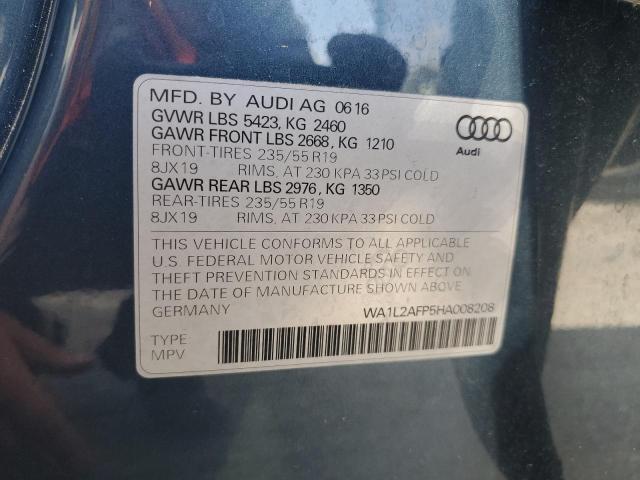 MFD. BY AUDI AG 0616
GVWR LBS 5423, KG 2460
GAWR FRONT LBS 2668, KG 1210
FRONT-TIRES 235/55 R19
8JX19 RIMS, AT 230 KPA 33 PSI COLD
GAWR REAR LBS 2976, KG 1350
REAR-TIRES 235/55 R19
8JX19 RIMS, AT 230 KPA 33 PSI COLD
Audi
THIS VEHICLE CONFORMS TO ALL APPLICABLE
U.S. FEDERAL MOTOR VEHICLE SAFETY AND
THEFT PREVENTION STANDARDS IN EFFECT ON
THE DATE OF MANUFACTURE SHOWN ABOVE
GERMANY WA1L2AFP5HA008208
TYPE
MPV